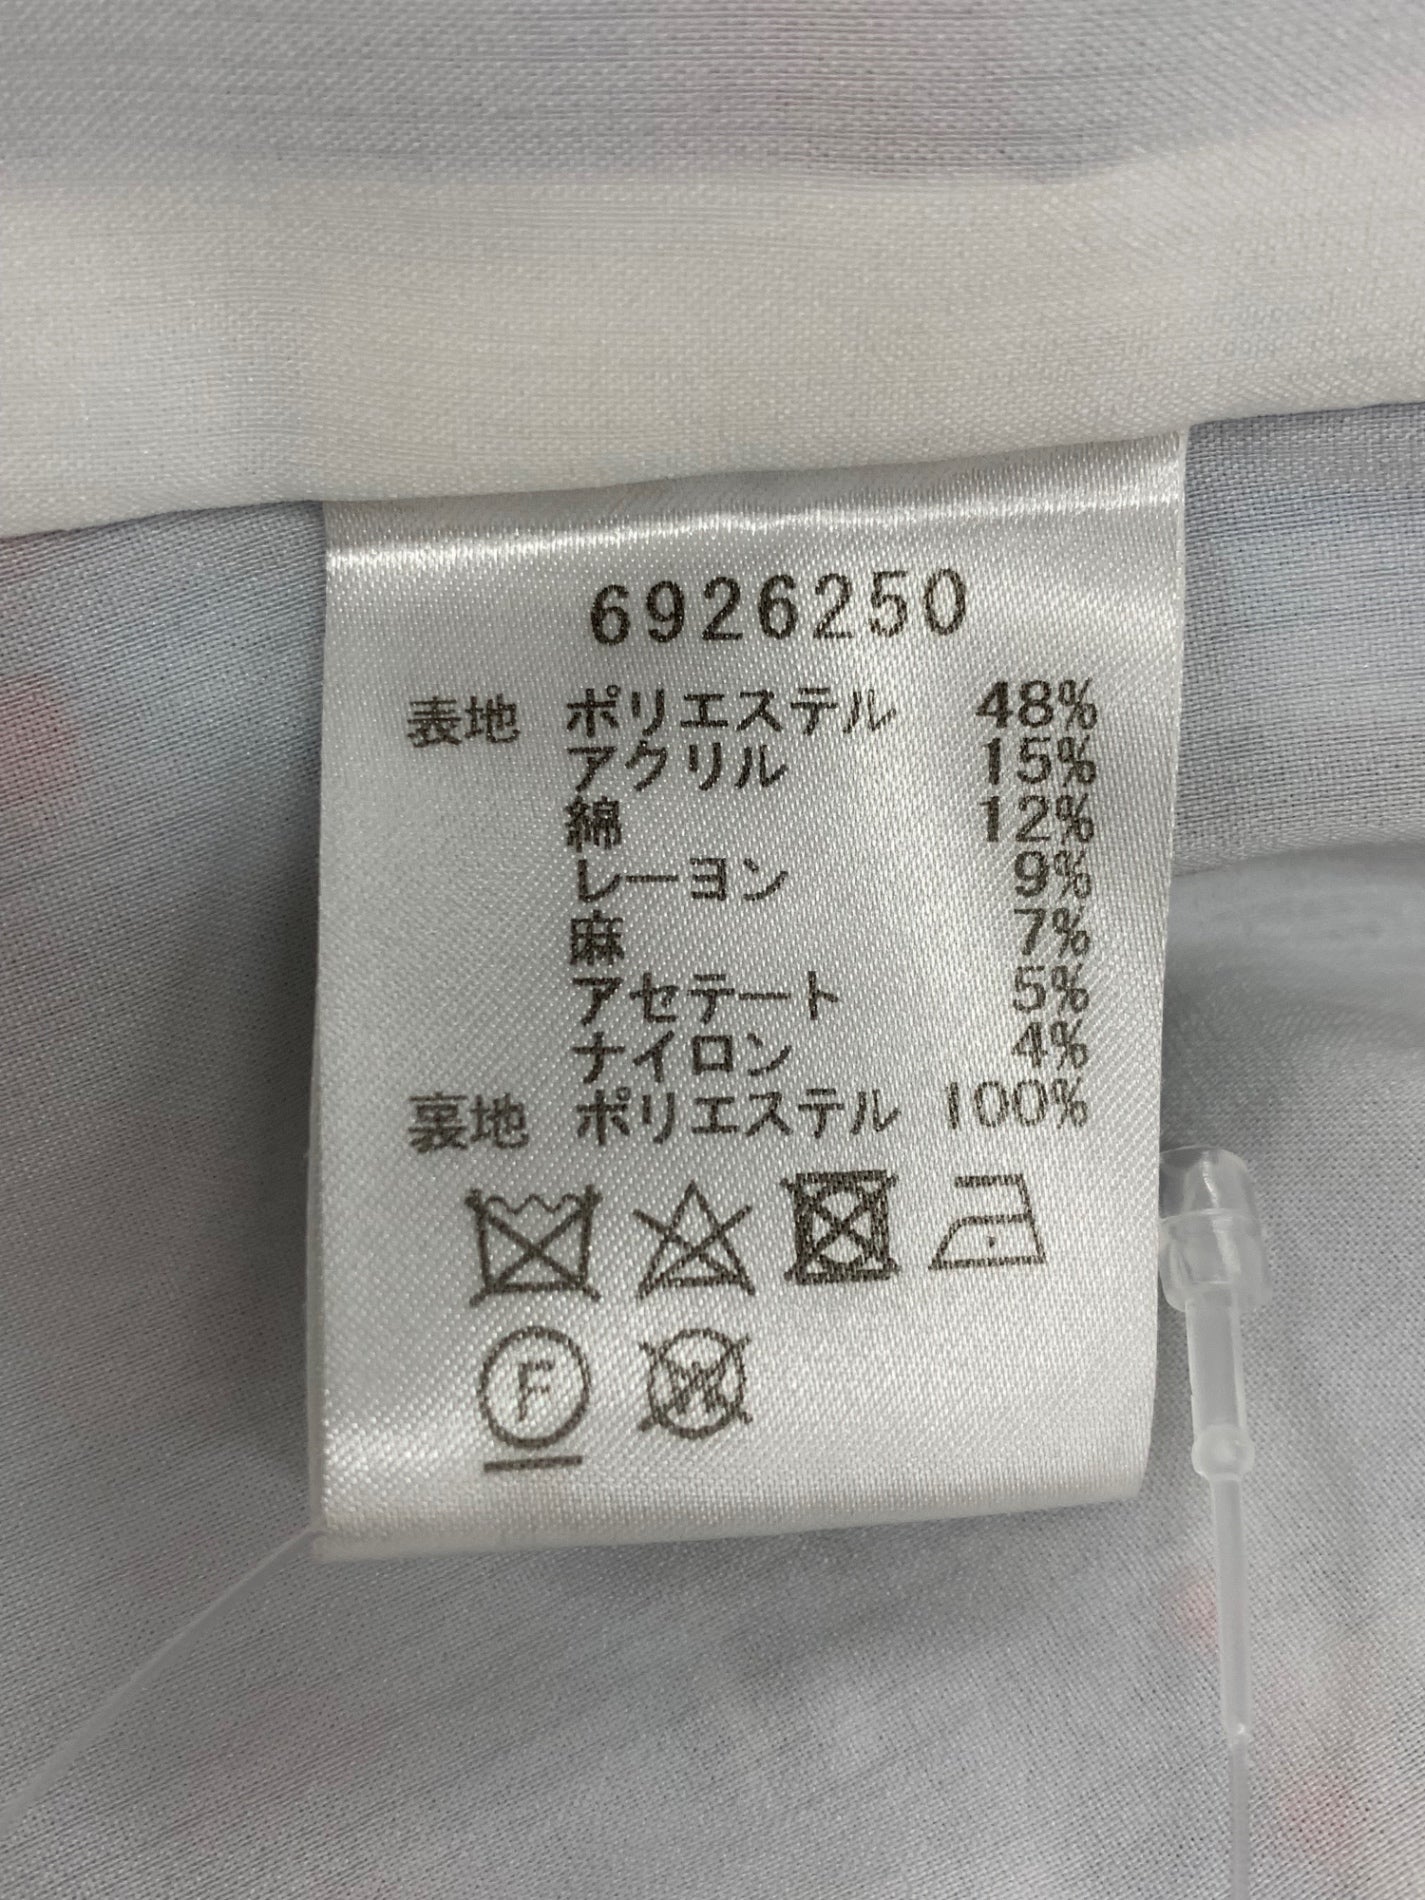 6926250
表地 ポリエステル 48%
アクリル 15%
綿 12%
レーヨン 9%
麻 7%
アセテート 5%
ナイロン 4%
裏地 ポリエステル 100%
F W